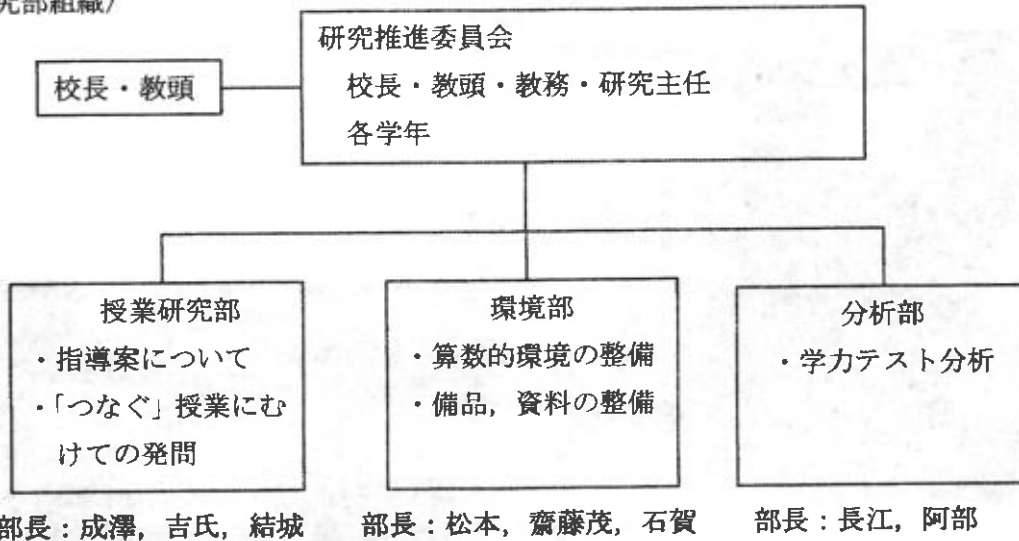 究部組織）
研究推進委員会
校長・教頭・教務・研究主任
各学年
校長・教頭
授業研究部
・指導案について
・「つなぐ」授業にむ
けての発問
環境部
・算数的環境の整備
・備品，資料の整備
分析部
・学力テスト分析
部長：成澤，吉氏，結城
部長：松本，齋藤茂，石賀
部長：長江，阿部